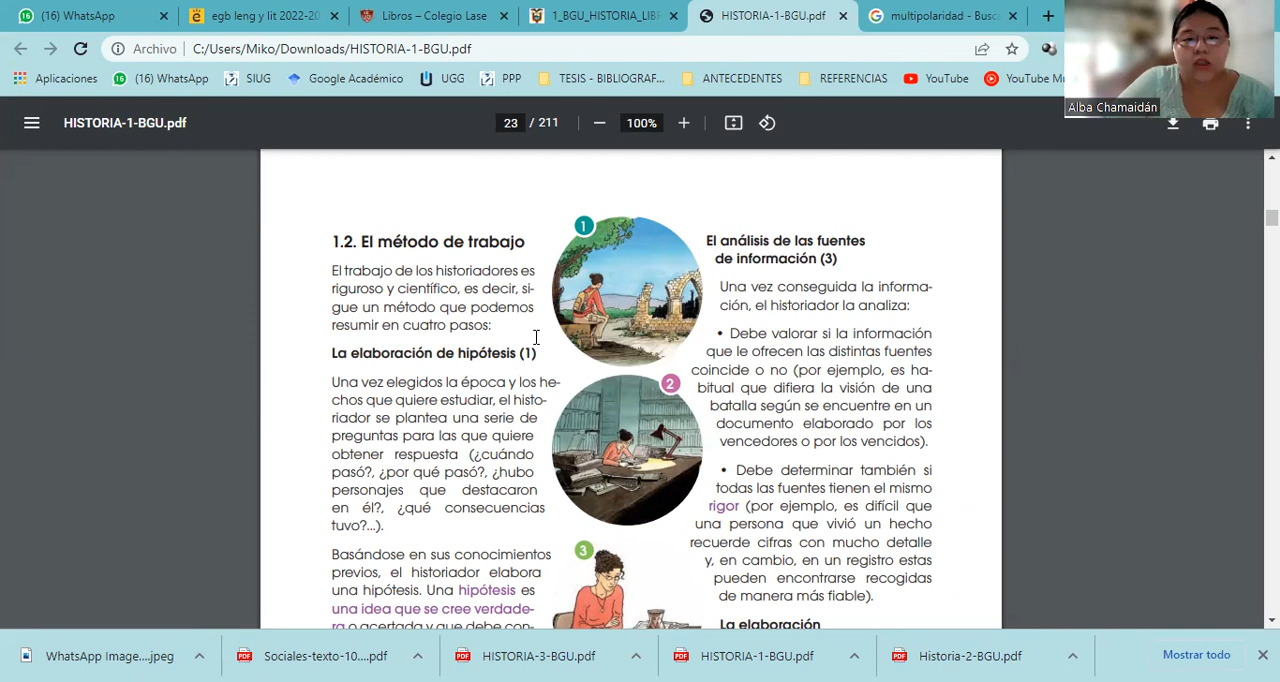 (16) WhatsApp
egb leng y lit 2022-20
Libros – Colegio Lase
1_BGU_HISTORIA_LIBR
HISTORIA-1-BGU.pdf
multipolaridad - Busc
Archivo
C:/Users/Miko/Downloads/HISTORIA-1-BGU.pdf
Aplicaciones
(16) WhatsApp
SIUG
Google Académico
UGG
PPP
TESIS - BIBLIOGRAF...
ANTECEDENTES
REFERENCIAS
YouTube
YouTube Mu
Alba Chamaidán
HISTORIA-1-BGU.pdf
23 / 211
100%
1.2. El método de trabajo
El trabajo de los historiadores es
riguroso y científico, es decir, si-
gue un método que podemos
resumir en cuatro pasos:
La elaboración de hipótesis (1)
Una vez elegidos la época y los he-
chos que quiere estudiar, el histo-
riador se plantea una serie de
preguntas para las que quiere
obtener respuesta (¿cuándo
pasó?, ¿por qué pasó?, ¿hubo
personajes que destacaron
en él?, ¿qué consecuencias
tuvo?...).
Basándose en sus conocimientos
previos, el historiador elabora
una hipótesis. Una hipótesis es
una idea que se cree verdade-
ra o acertada y que debe con-
1
2
3
El análisis de las fuentes
de información (3)
Una vez conseguida la informa-
ción, el historiador la analiza:
• Debe valorar si la información
que le ofrecen las distintas fuentes
coincide o no (por ejemplo, es ha-
bitual que difiera la visión de una
batalla según se encuentre en un
documento elaborado por los
vencedores o por los vencidos).
• Debe determinar también si
todas las fuentes tienen el mismo
rigor (por ejemplo, es difícil que
una persona que vivió un hecho
recuerde cifras con mucho detalle
y, en cambio, en un registro estas
pueden encontrarse recogidas
de manera más fiable).
La elaboración
WhatsApp Image....jpeg
Sociales-texto-10....pdf
HISTORIA-3-BGU.pdf
HISTORIA-1-BGU.pdf
Historia-2-BGU.pdf
Mostrar todo